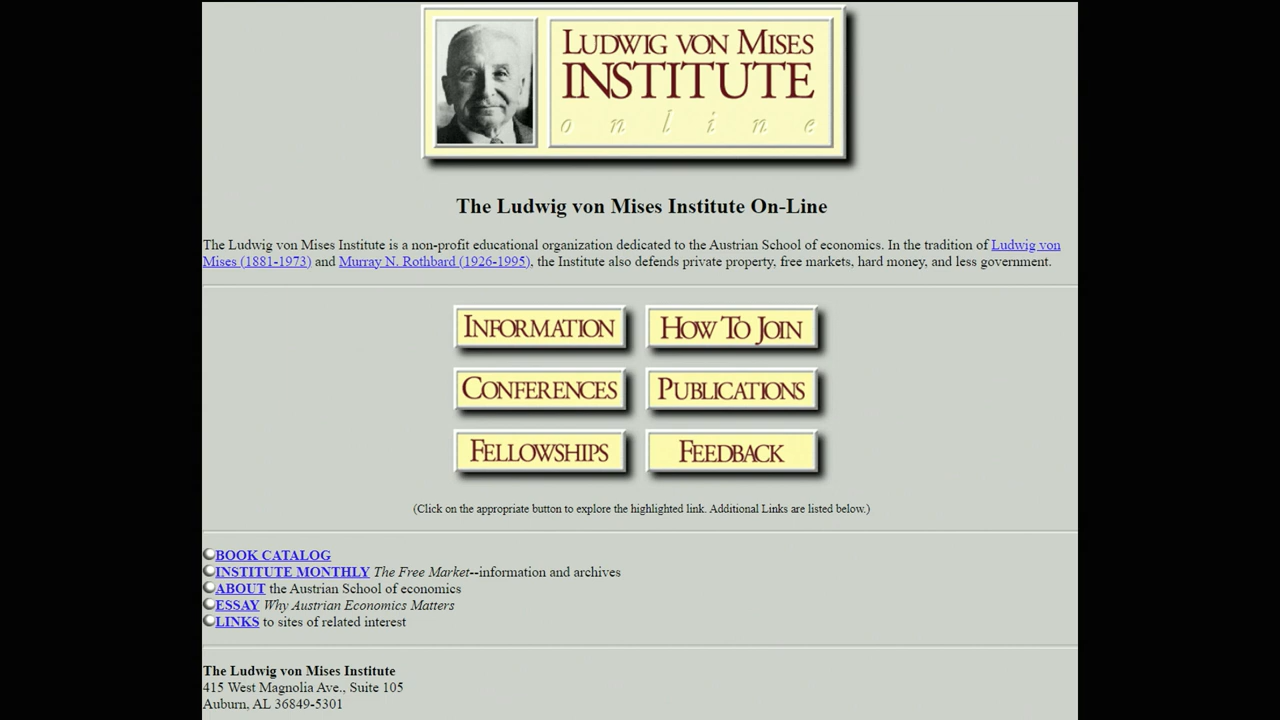 LUDWIG VON MISES
INSTITUTE
online
The Ludwig von Mises Institute On-Line
The Ludwig von Mises Institute is a non-profit educational organization dedicated to the Austrian School of economics. In the tradition of Ludwig von
Mises (1881-1973) and Murray N. Rothbard (1926-1995), the Institute also defends private property, free markets, hard money, and less government.
INFORMATION HOW TO JOIN
CONFERENCES PUBLICATIONS
FELLOWSHIPS FEEDBACK
(Click on the appropriate button to explore the highlighted link. Additional Links are listed below.)
BOOK CATALOG
INSTITUTE MONTHLY The Free Market--information and archives
ABOUT the Austrian School of economics
ESSAY Why Austrian Economics Matters
LINKS to sites of related interest
The Ludwig von Mises Institute
415 West Magnolia Ave., Suite 105
Auburn, AL 36849-5301